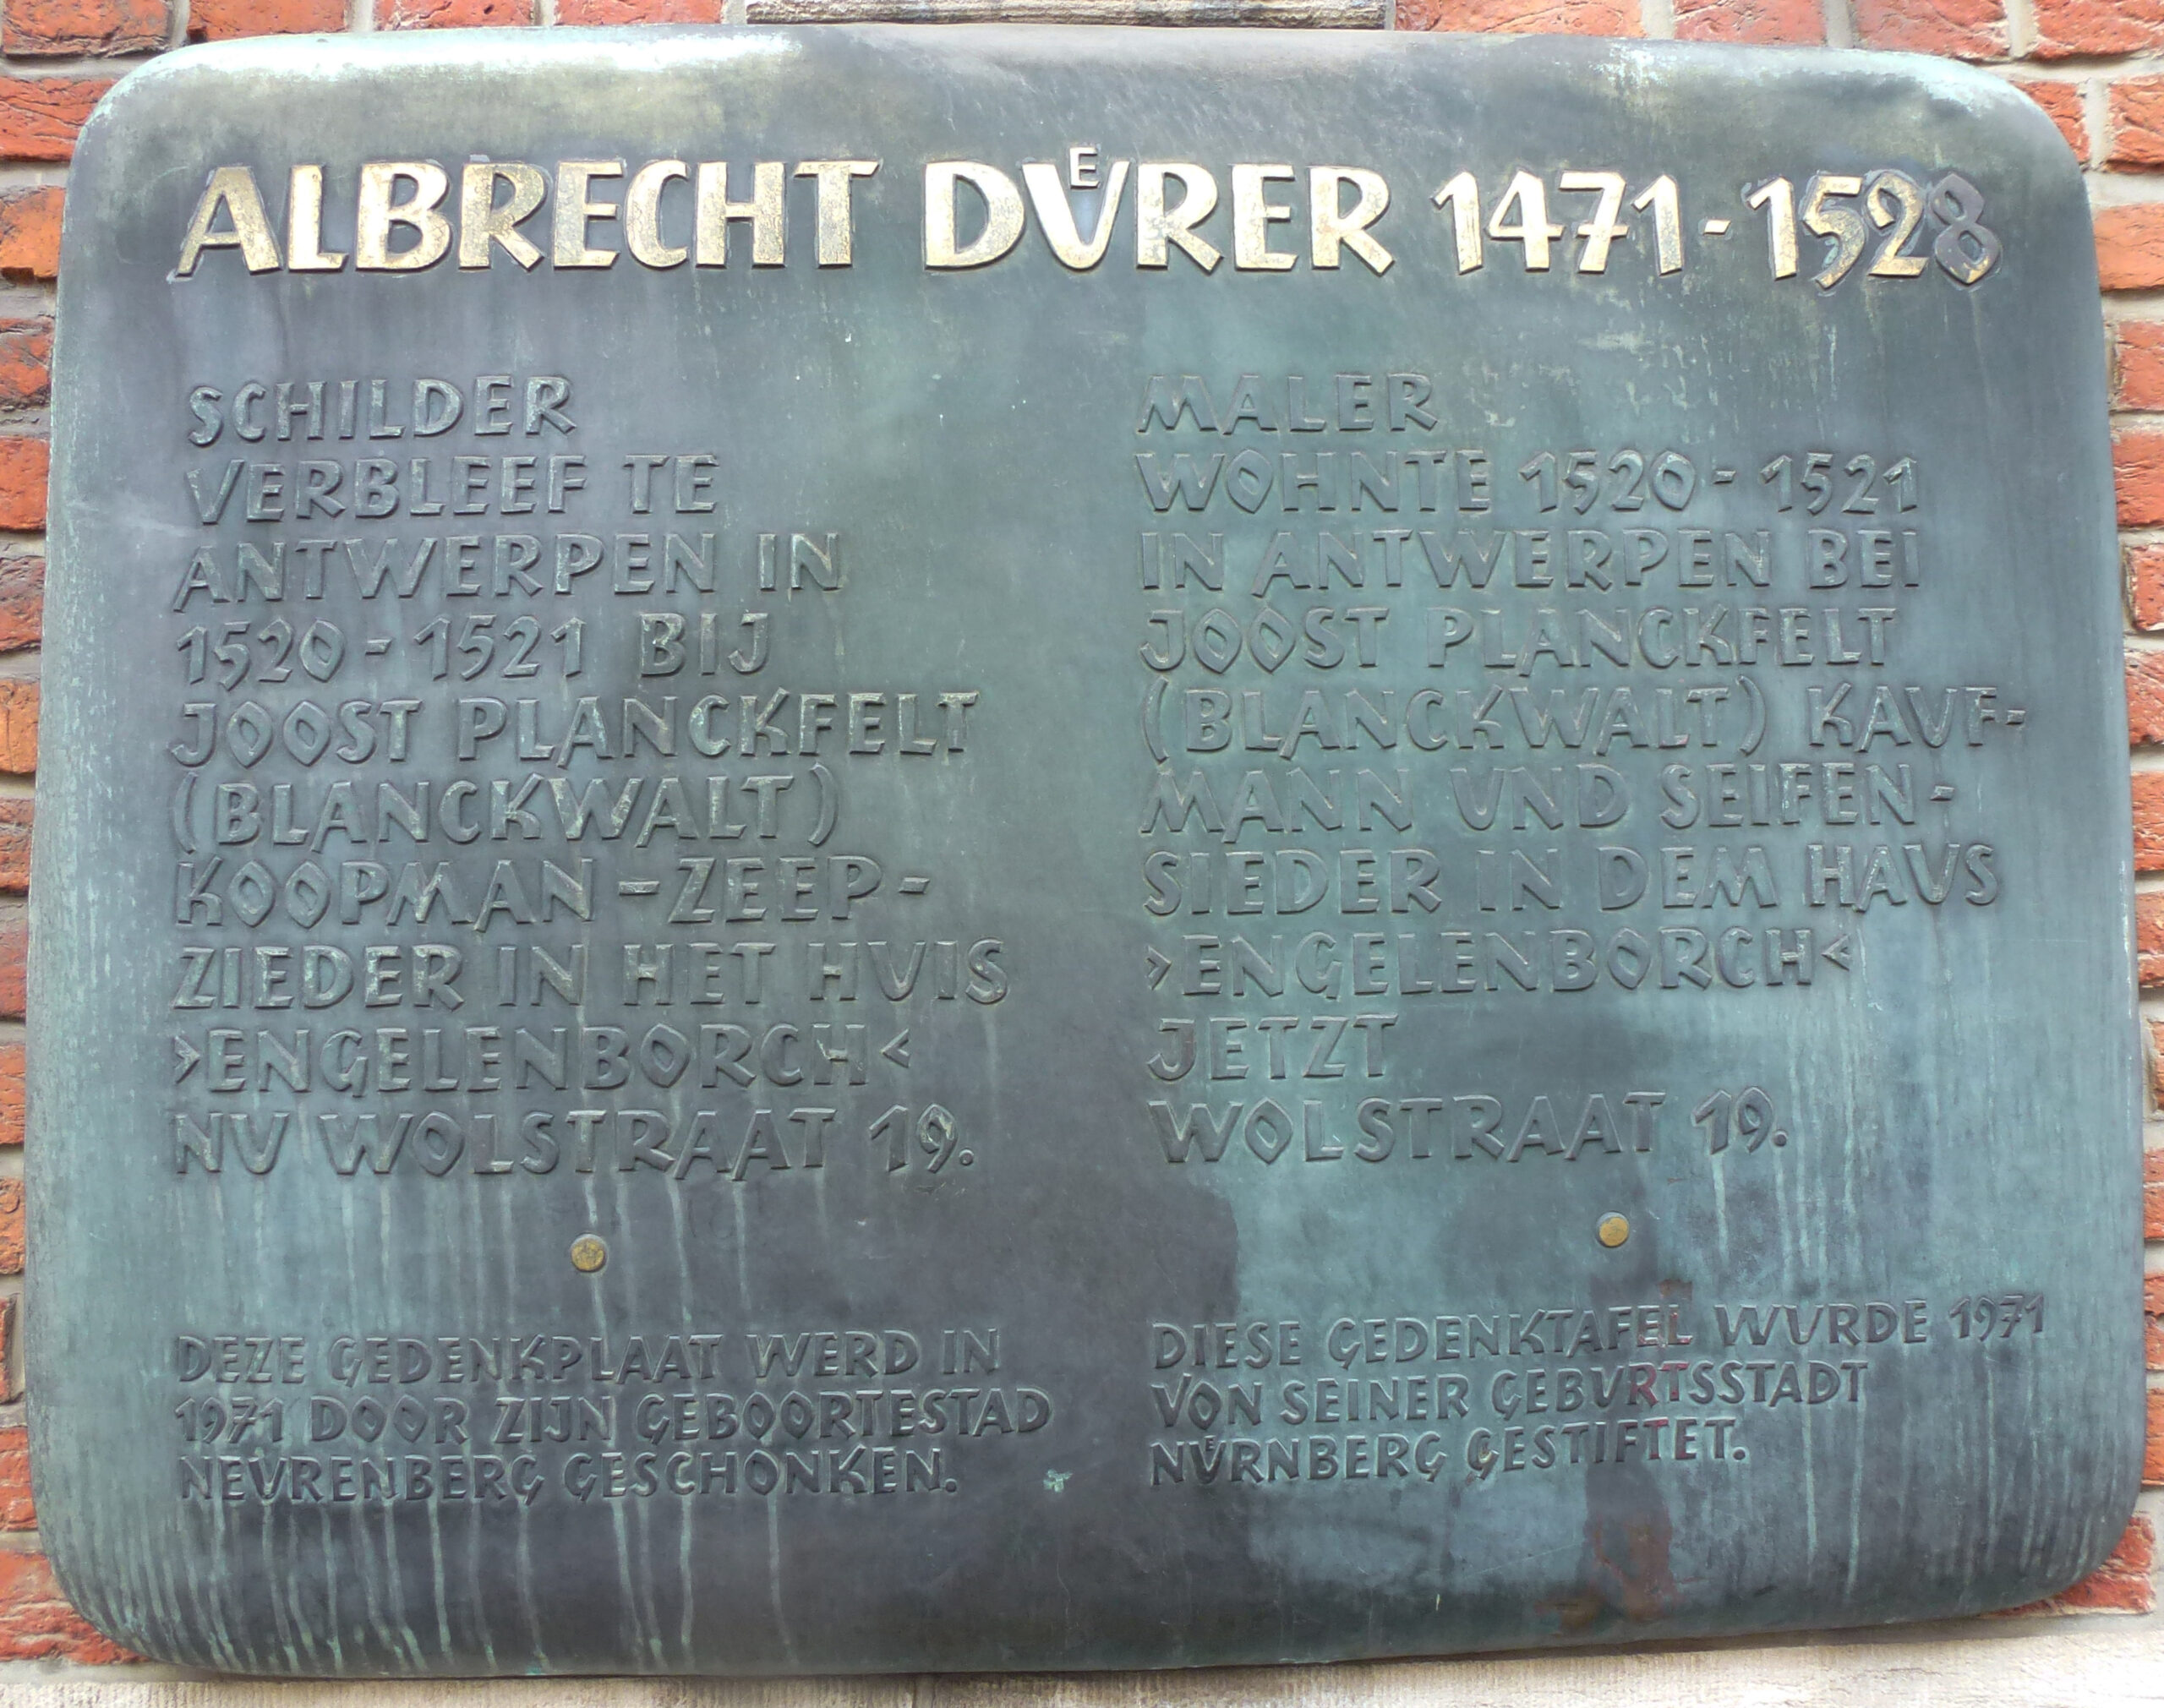 ALBRECHT DVͤRER 1471-1528
SCHILDER
VERBLEEF TE
ANTWERPEN IN
1520-1521 BIJ
JOOST PLANCKFELT
(BLANCKWALT)
KOOPMAN-ZEEP-
ZIEDER IN HET HVIS
>ENGELENBORCH<
NV WOLSTRAAT 19.
DEZE GEDENKPLAAT WERD IN
1971 DOOR ZIJN GEBOORTESTAD
NEVRENBERG GESCHONKEN.
MALER
WOHNTE 1520-1521
IN ANTWERPEN BEI
JOOST PLANCKFELT
(BLANCKWALT) KAVF-
MANN VND SEIFEN-
SIEDER IN DEM HAVS
>ENGELENBORCH<
JETZT
WOLSTRAAT 19.
DIESE GEDENKTAFEL WVRDE 1971
VON SEINER GEBVRTSSTADT
NVͤRNBERG GESTIFTET.